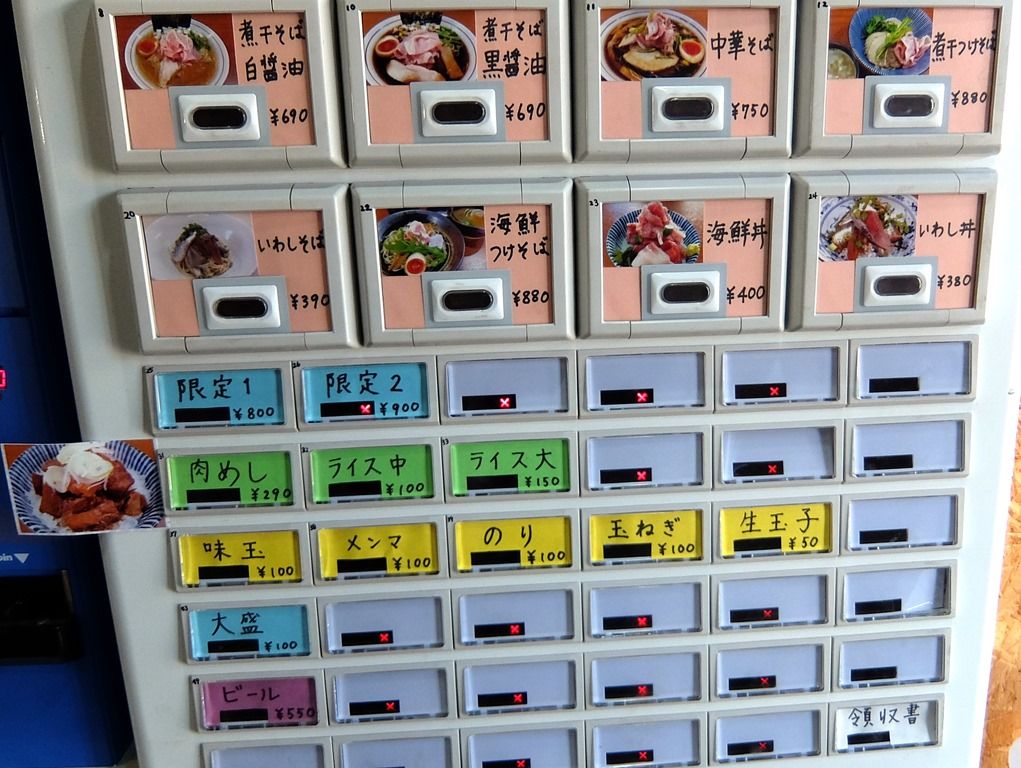 煮干そば
白醤油
¥690
煮干そば
黒醤油
¥690
中華そば
¥750
煮干つけそば
¥880
いわしそば
¥390
海鮮
つけそば
¥880
海鮮丼
¥400
いわし丼
¥380
限定1
¥800
限定2
¥900
肉めし
¥290
ライス中
¥100
ライス大
¥150
味玉
¥100
メンマ
¥100
のり
¥100
玉ねぎ
¥100
生玉子
¥50
大盛
¥100
ビール
¥550
領収書